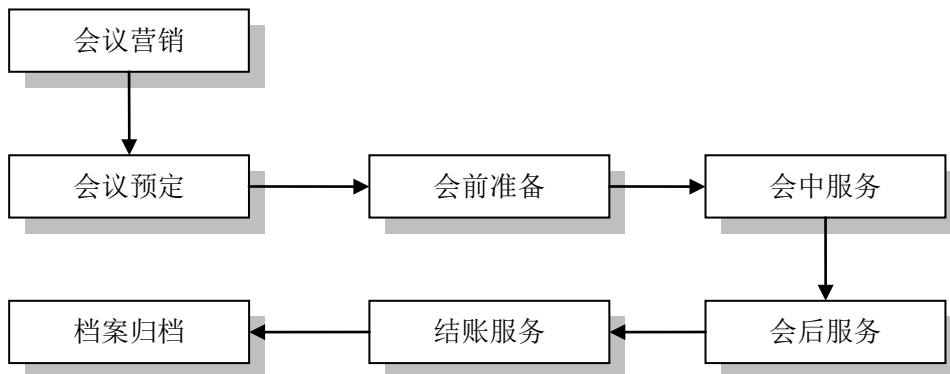 会议营销
会议预定
会前准备
会中服务
档案归档
结账服务
会后服务